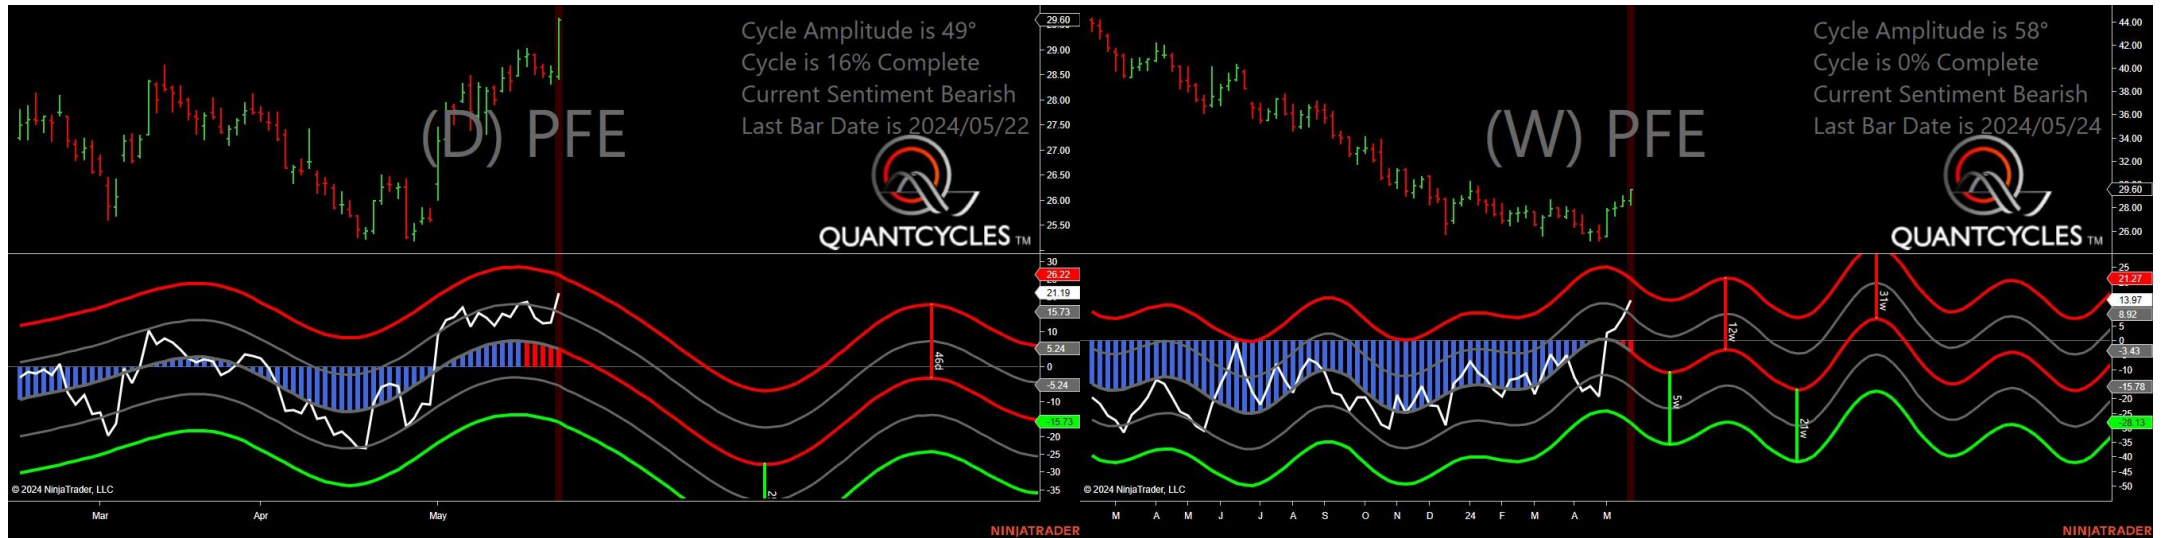 Cycle Amplitude is 49°
Cycle is 16% Complete
Current Sentiment Bearish
Last Bar Date is 2024/05/22
(D) PFE
QUANTCYCLES TM
29.60
29.00
28.50
28.00
27.50
27.00
26.50
26.00
25.50
30
26.22
21.19
15.73
10
5.24
0
-5.24
-10
-15.73
-20
-25
-30
-35
46d
© 2024 NinjaTrader, LLC
Mar Apr May
NINJATRADER
Cycle Amplitude is 58°
Cycle is 0% Complete
Current Sentiment Bearish
Last Bar Date is 2024/05/24
(W) PFE
QUANTCYCLES TM
44.00
42.00
40.00
38.00
36.00
34.00
32.00
29.60
28.00
26.00
25
21.27
13.97
8.92
5
0
-3.43
-10
-15.78
-20
-25
-28.13
-35
-40
-45
-50
12w
31w
5w
21w
© 2024 NinjaTrader, LLC
M A M J J A S O N D 24 F M A M
NINJATRADER